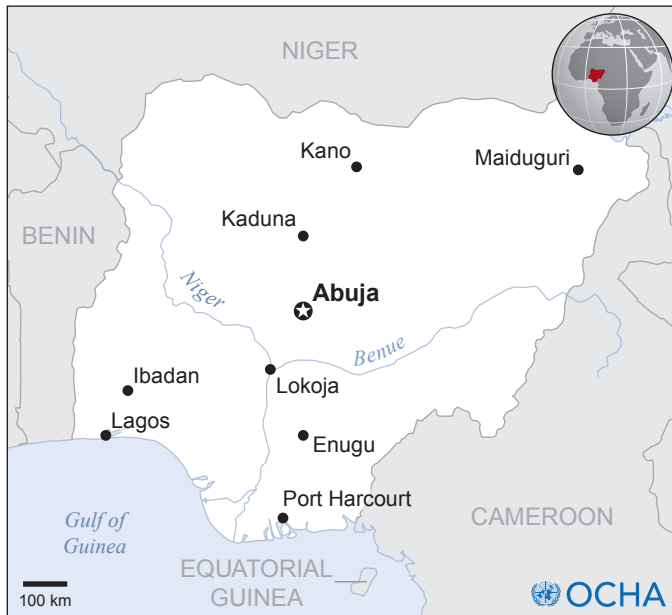 NIGER
Kano
Maiduguri
Kaduna
BENIN
Niger
Abuja
Benue
Ibadan
Lokoja
Lagos
Enugu
Port Harcourt
Gulf of
Guinea
CAMEROON
EQUATORIAL
GUINEA
100 km
OCHA